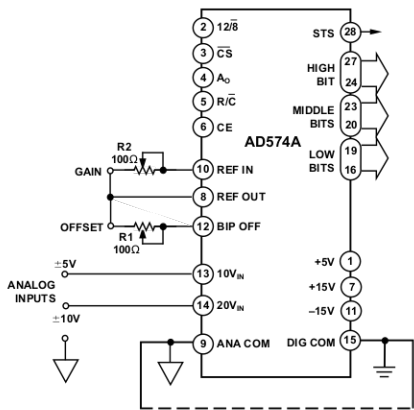 2 12/8̅
3 C̅S̅
4 AO
5 R/C̅
6 CE
AD574A
STS 28
HIGH BIT 27 24
MIDDLE BITS 23 20
LOW BITS 19 16
R2
100Ω
GAIN
10 REF IN
8 REF OUT
OFFSET
12 BIP OFF
R1
100Ω
±5V
13 10VIN
ANALOG INPUTS
14 20VIN
±10V
+5V 1
+15V 7
–15V 11
9 ANA COM
DIG COM 15